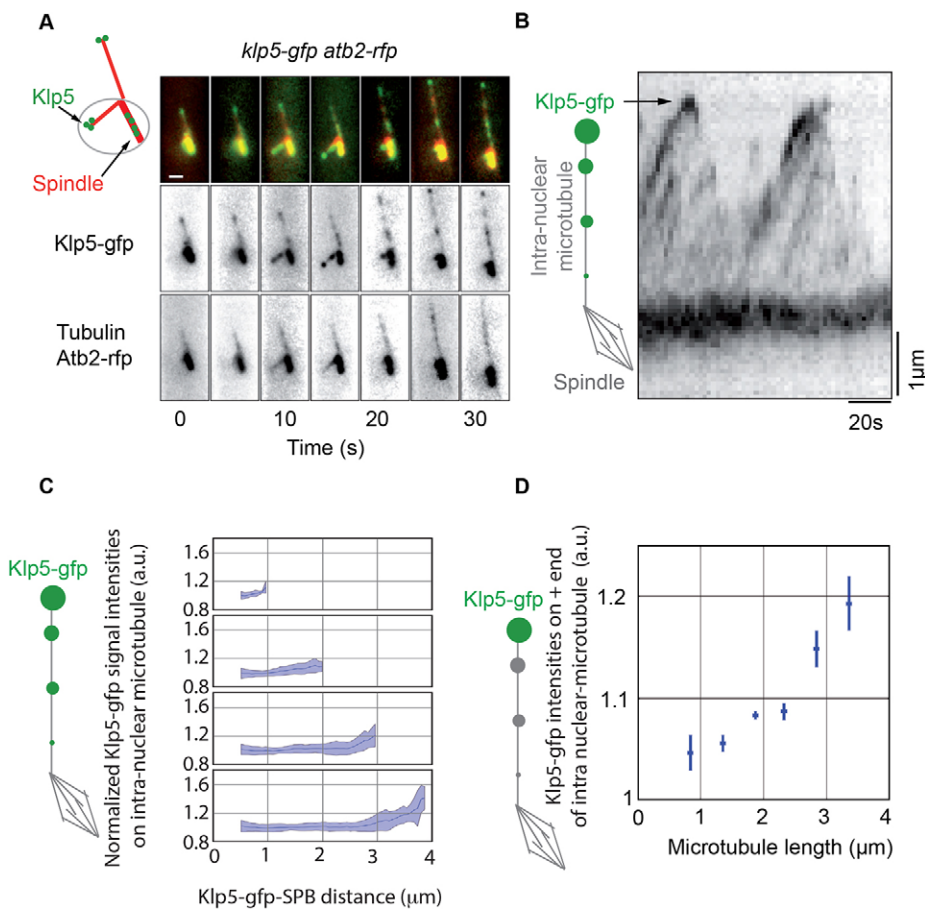 A
klp5-gfp atb2-rfp
Klp5
Spindle
Klp5-gfp
Tubulin
Atb2-rfp
0 10 20 30
Time (s)
B
Klp5-gfp
Intra-nuclear
microtubule
Spindle
1μm
20s
C
Klp5-gfp
Normalized Klp5-gfp signal intensities
on intra-nuclear microtubule (a.u.)
1.6
1.2
0.8
1.6
1.2
0.8
1.6
1.2
0.8
1.6
1.2
0.8
0 1 2 3 4
Klp5-gfp-SPB distance (μm)
D
Klp5-gfp
Klp5-gfp intensities on + end
of intra nuclear-microtubule (a.u.)
1.2
1.1
1
0 1 2 3 4
Microtubule length (μm)